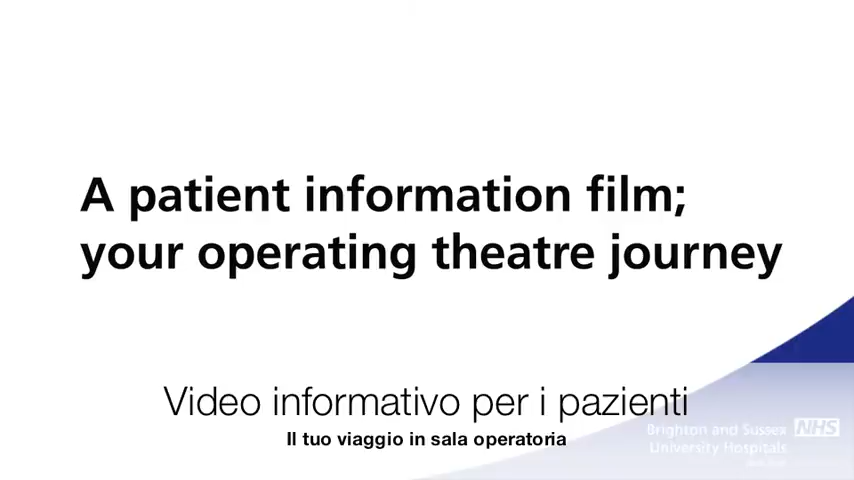 A patient information film;
your operating theatre journey
Video informativo per i pazienti
Il tuo viaggio in sala operatoria
Brighton and Sussex NHS
University Hospitals